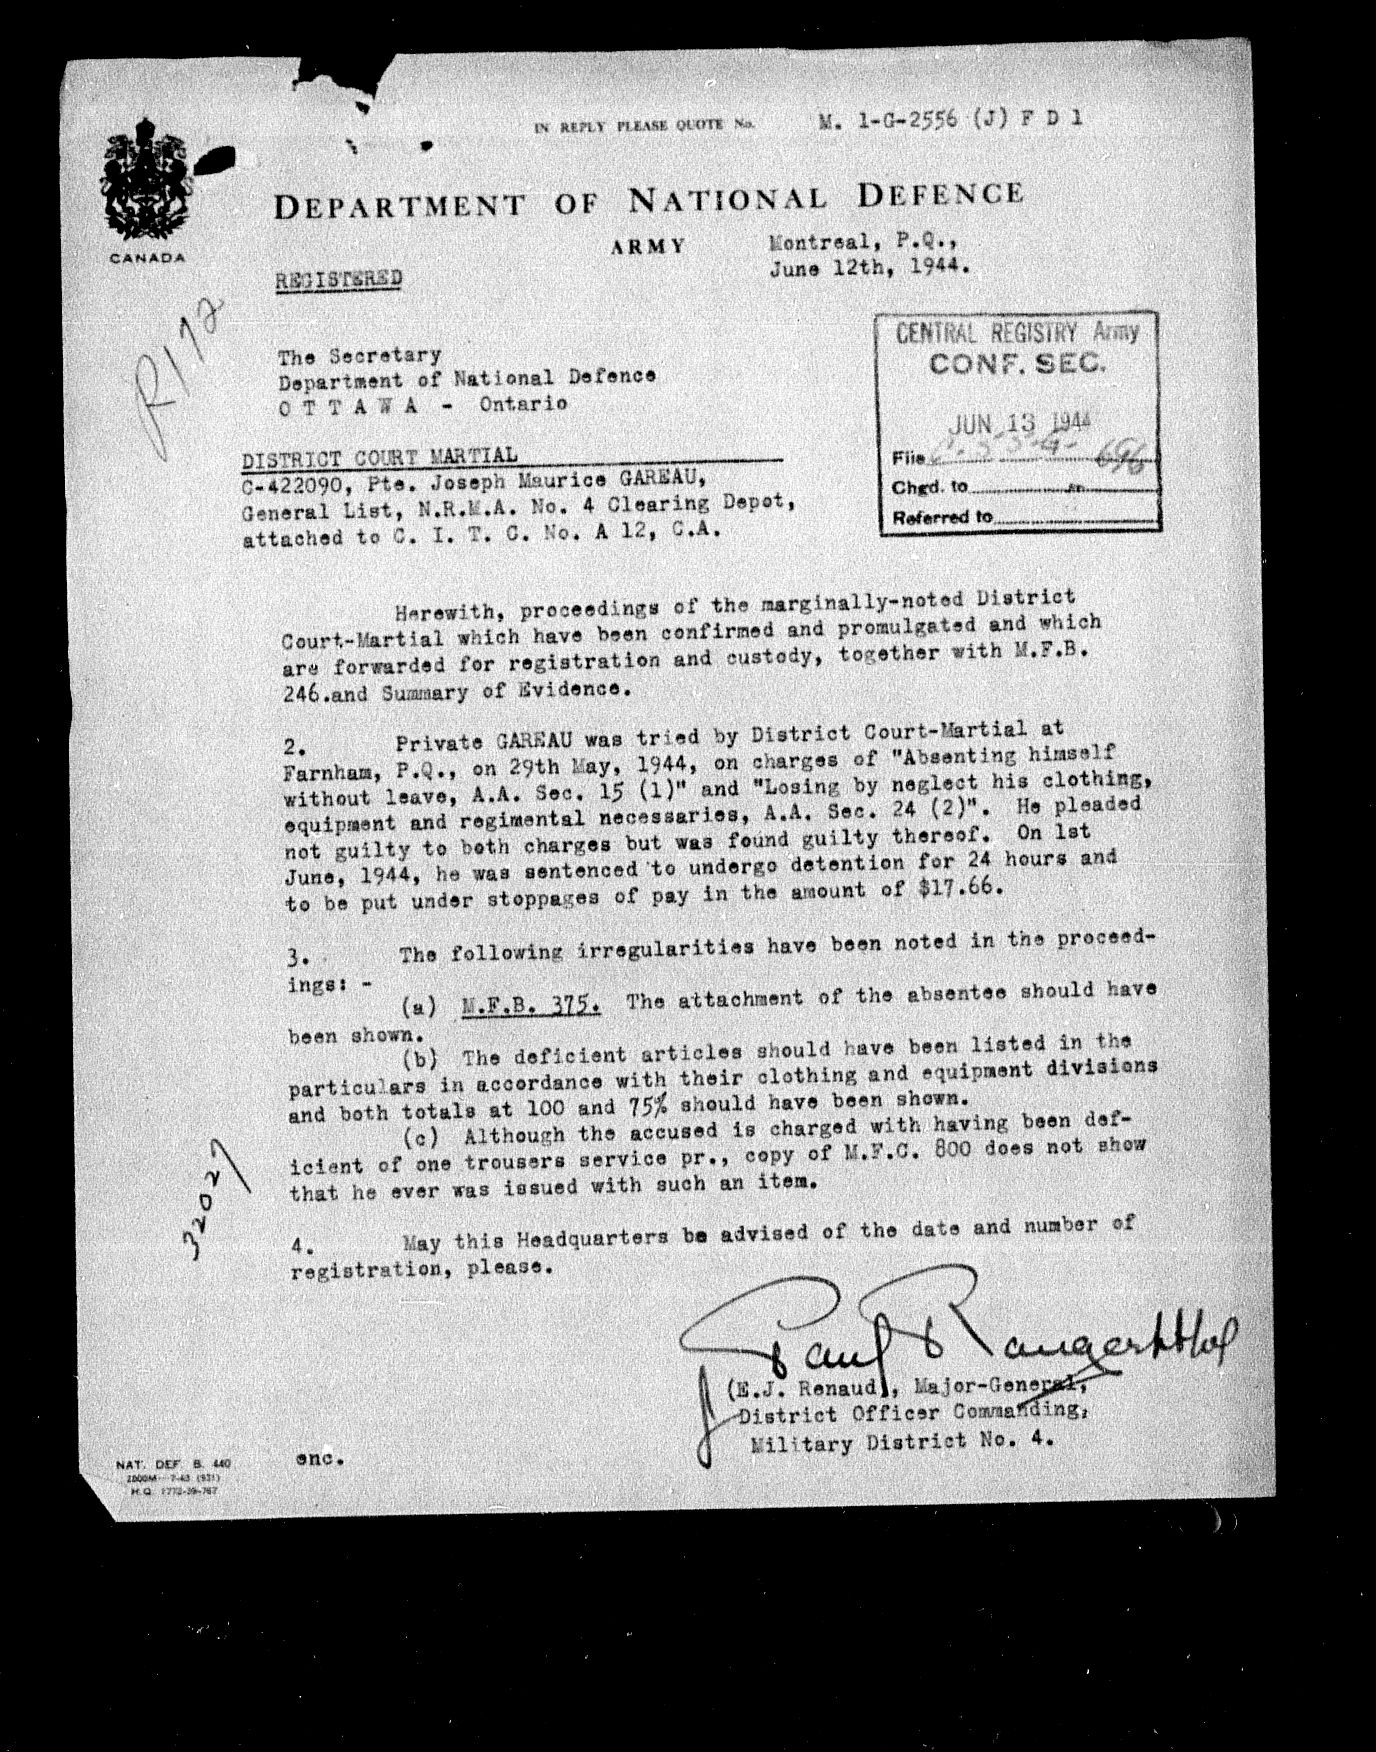 IN REPLY PLEASE QUOTE No. M. 1-G-2556 (J) F D 1
DEPARTMENT OF NATIONAL DEFENCE
ARMY
CANADA
Montreal, P.Q.,
June 12th, 1944.
REGISTERED
R172
The Secretary
Department of National Defence
OTTAWA - Ontario
CENTRAL REGISTRY Army
CONF. SEC.
JUN 13 1944
File
Chgd. to
Referred to
DISTRICT COURT MARTIAL
C-422090, Pte. Joseph Maurice GAREAU,
General List, N.R.M.A. No. 4 Clearing Depot,
attached to C. I. T. C. No. A 12, C.A.
Herewith, proceedings of the marginally-noted District
Court-Martial which have been confirmed and promulgated and which
are forwarded for registration and custody, together with M.F.B.
246.and Summary of Evidence.
2. Private GAREAU was tried by District Court-Martial at
Farnham, P.Q., on 29th May, 1944, on charges of "Absenting himself
without leave, A.A. Sec. 15 (1)" and "Losing by neglect his clothing,
equipment and regimental necessaries, A.A. Sec. 24 (2)". He pleaded
not guilty to both charges but was found guilty thereof. On 1st
June, 1944, he was sentenced to undergo detention for 24 hours and
to be put under stoppages of pay in the amount of $17.66.
3. The following irregularities have been noted in the proceed-
ings: -
(a) M.F.B. 375. The attachment of the absentee should have
been shown.
(b) The deficient articles should have been listed in the
particulars in accordance with their clothing and equipment divisions
and both totals at 100 and 75% should have been shown.
(c) Although the accused is charged with having been def-
icient of one trousers service pr., copy of M.F.C. 800 does not show
that he ever was issued with such an item.
32027
4. May this Headquarters be advised of the date and number of
registration, please.
(E.J. Renaud), Major-General,
District Officer Commanding,
Military District No. 4.
enc.
NAT. DEF. B. 440
2000M-7-43 (931)
H.Q. 1772-39-767